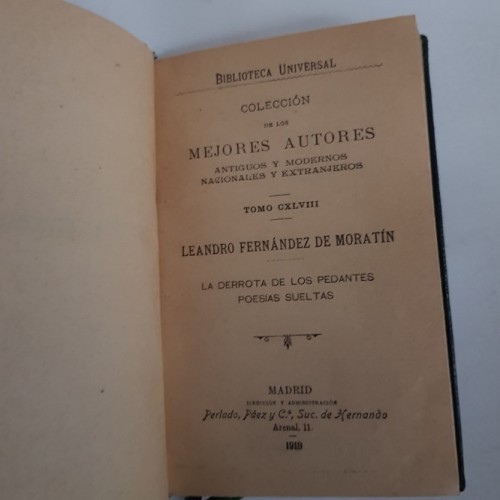 BIBLIOTECA UNIVERSAL
COLECCIÓN
DE LOS
MEJORES AUTORES
ANTIGUOS Y MODERNOS
NACIONALES Y EXTRANJEROS
TOMO CXLVIII
LEANDRO FERNÁNDEZ DE MORATÍN
LA DERROTA DE LOS PEDANTES
POESÍAS SUELTAS
MADRID
DIRECCIÓN Y ADMINISTRACIÓN
Perlado, Páez y C.ª, Suc. de Hernando
Arenal, 11.
1919